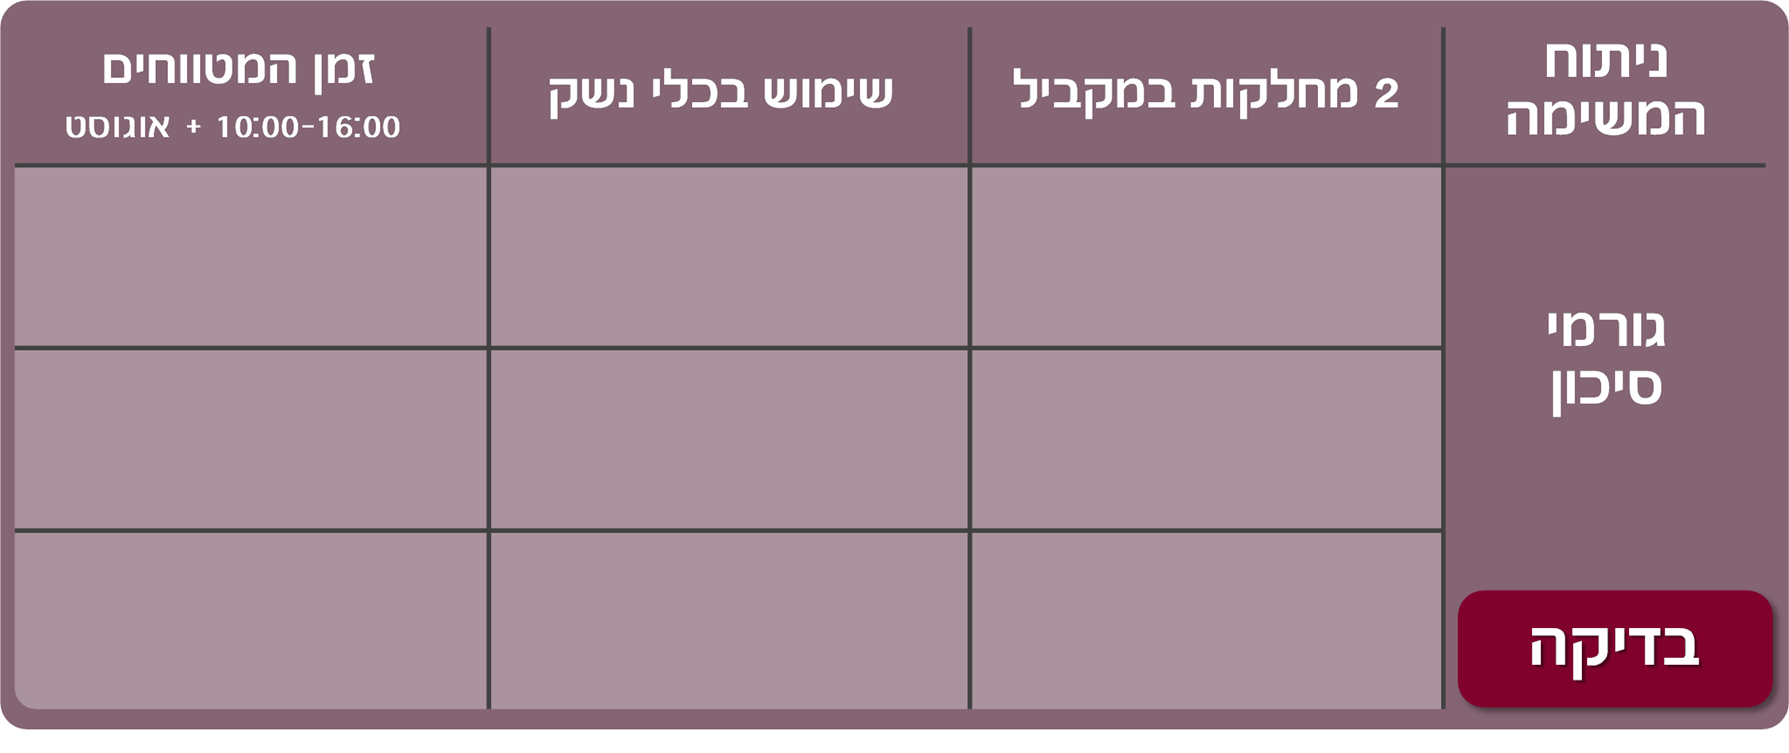 ניתוח
המשימה
2 מחלקות במקביל
שימוש בכלי נשק
זמן המטווחים
10:00-16:00 + אוגוסט
גורמי
סיכון
בדיקה